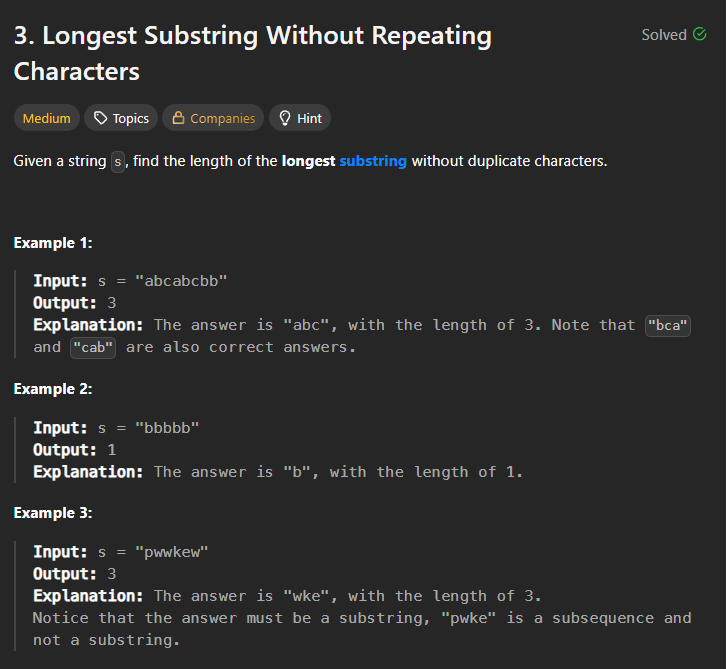 3. Longest Substring Without Repeating
Characters
Solved
Medium
Topics
Companies
Hint
Given a string s, find the length of the longest substring without duplicate characters.
Example 1:
Input: s = "abcabcbb"
Output: 3
Explanation: The answer is "abc", with the length of 3. Note that "bca"
and "cab" are also correct answers.
Example 2:
Input: s = "bbbbb"
Output: 1
Explanation: The answer is "b", with the length of 1.
Example 3:
Input: s = "pwwkew"
Output: 3
Explanation: The answer is "wke", with the length of 3.
Notice that the answer must be a substring, "pwke" is a subsequence and
not a substring.